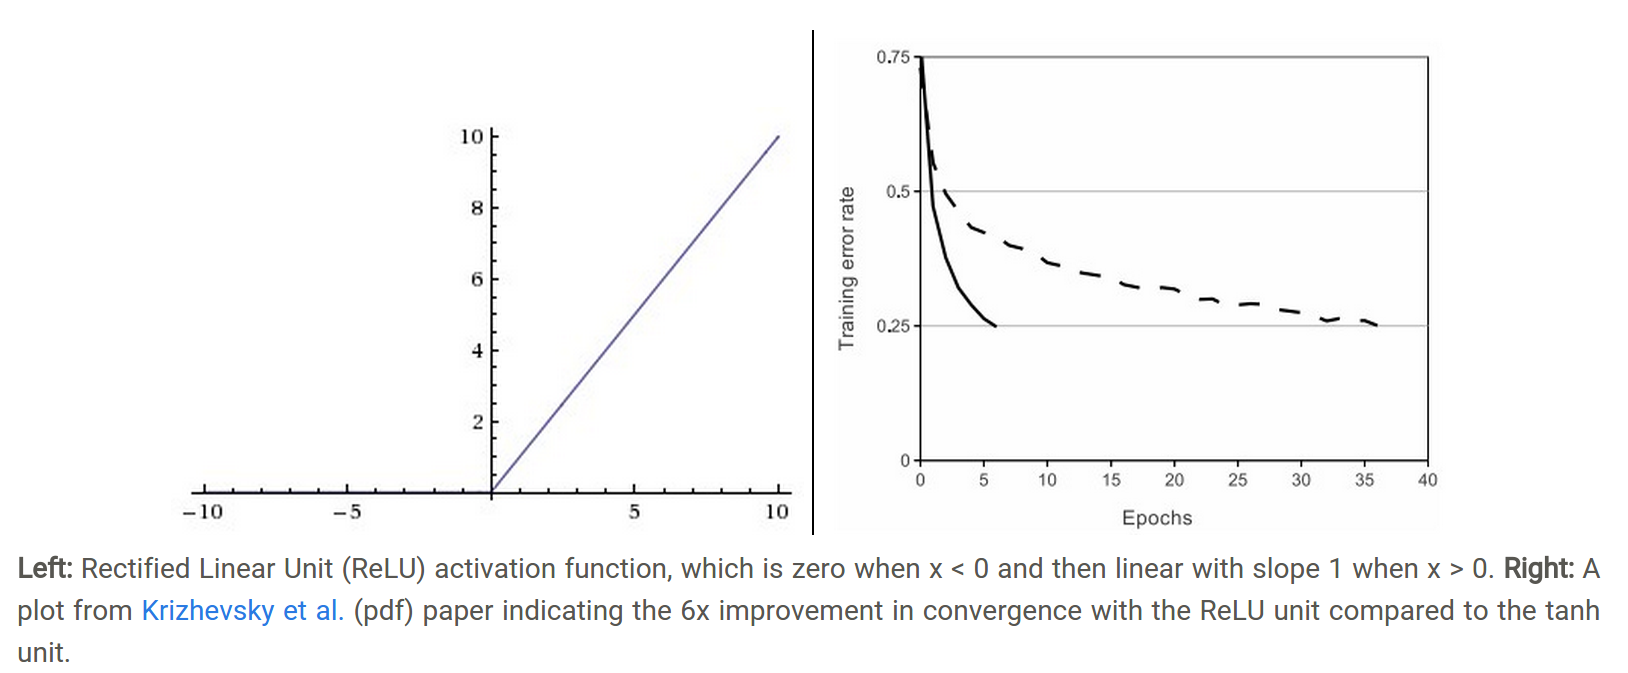 10
8
6
4
2
−10 −5 5 10
0.75
0.5
0.25
0
Training error rate
0 5 10 15 20 25 30 35 40
Epochs
Left: Rectified Linear Unit (ReLU) activation function, which is zero when x < 0 and then linear with slope 1 when x > 0. Right: A
plot from Krizhevsky et al. (pdf) paper indicating the 6x improvement in convergence with the ReLU unit compared to the tanh
unit.